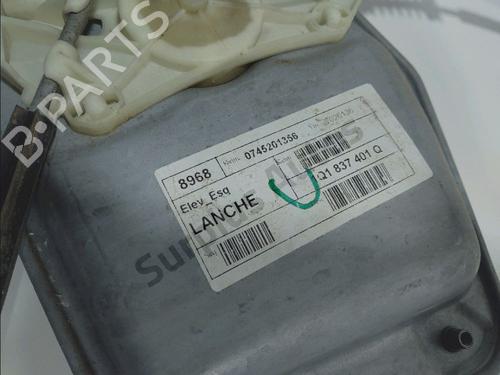 B-PARTS
8968
0745201356
Elev_Esq
LANCHE
Q1 837 401 Q